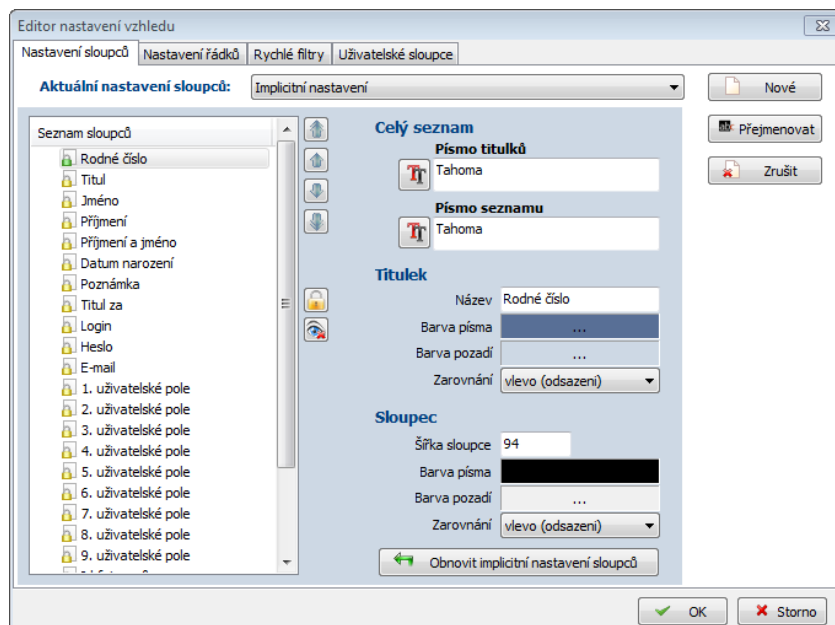 Editor nastavení vzhledu
Nastavení sloupců
Nastavení řádků
Rychlé filtry
Uživatelské sloupce
Aktuální nastavení sloupců:
Implicitní nastavení
Nové
Přejmenovat
Zrušit
Seznam sloupců
Rodné číslo
Titul
Jméno
Příjmení
Příjmení a jméno
Datum narození
Poznámka
Titul za
Login
Heslo
E-mail
1. uživatelské pole
2. uživatelské pole
3. uživatelské pole
4. uživatelské pole
5. uživatelské pole
6. uživatelské pole
7. uživatelské pole
8. uživatelské pole
9. uživatelské pole
Celý seznam
Písmo titulků
Tahoma
Písmo seznamu
Tahoma
Titulek
Název Rodné číslo
Barva písma ...
Barva pozadí ...
Zarovnání vlevo (odsazení)
Sloupec
Šířka sloupce 94
Barva písma
Barva pozadí ...
Zarovnání vlevo (odsazení)
Obnovit implicitní nastavení sloupců
OK
Storno